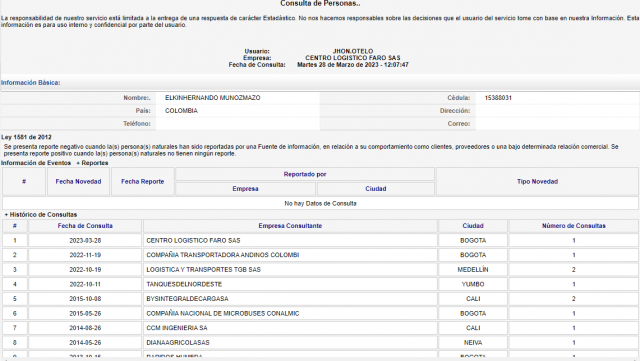 Consulta de Personas..
La responsabilidad de nuestro servicio está limitada a la entrega de una respuesta de carácter Estadástico. No nos hacemos responsables sobre las decisiones que el usuario del servicio tome con base en nuestra Información. Esta
información es para uso interno y confidencial por parte del usuario.
Usuario: JHON.OTELO
Empresa: CENTRO LOGISTICO FARO SAS
Fecha de Consulta: Martes 28 de Marzo de 2023 - 12:07:47
Información Básica:
Nombre:. ELKINHERNANDO MUNOZMAZO Cédula: 15388031
País: COLOMBIA Dirección:
Teléfono: Correo:
Ley 1581 de 2012
Se presenta reporte negativo cuando la(s) persona(s) naturales han sido reportadas por una Fuente de información, en relación a su comportamiento como clientes, proveedores o una bajo determinada relación comercial. Se
presenta reporte positivo cuando la(s) persona(s) naturales no tienen ningún reporte.
Información de Eventos + Reportes
# Fecha Novedad Fecha Reporte Reportado por Tipo Novedad
Empresa Ciudad
No hay Datos de Consulta
+ Histórico de Consultas
# Fecha de Consulta Empresa Consultante Ciudad Número de Consultas
1 2023-03-28 CENTRO LOGISTICO FARO SAS BOGOTA 1
2 2022-11-19 COMPAÑIA TRANSPORTADORA ANDINOS COLOMBI BOGOTA 1
3 2022-10-19 LOGISTICA Y TRANSPORTES TGB SAS MEDELLÍN 2
4 2022-10-11 TANQUESDELNORDESTE YUMBO 1
5 2015-10-08 BYSINTEGRALDECARGASA CALI 2
6 2015-05-26 COMPAÑIA NACIONAL DE MICROBUSES CONALMIC BOGOTA 1
7 2014-08-26 CCM INGENIERIA SA CALI 1
8 2014-05-26 DIANAAGRICOLASAS NEIVA 1
9 2013-10-15 RAPIDOS HUMREA BOGOTA 1